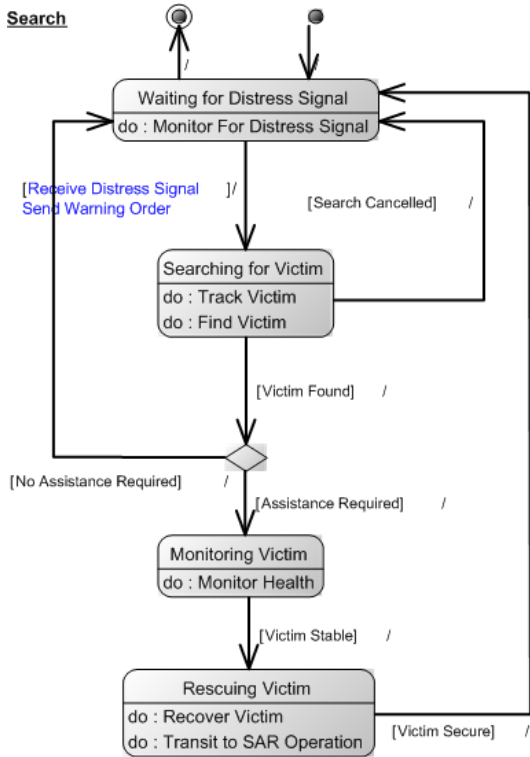 Search
/
/
Waiting for Distress Signal
do : Monitor For Distress Signal
[Receive Distress Signal ]/
Send Warning Order
[Search Cancelled] /
Searching for Victim
do : Track Victim
do : Find Victim
[Victim Found] /
[No Assistance Required] /
[Assistance Required] /
Monitoring Victim
do : Monitor Health
[Victim Stable] /
Rescuing Victim
do : Recover Victim
do : Transit to SAR Operation
[Victim Secure] /